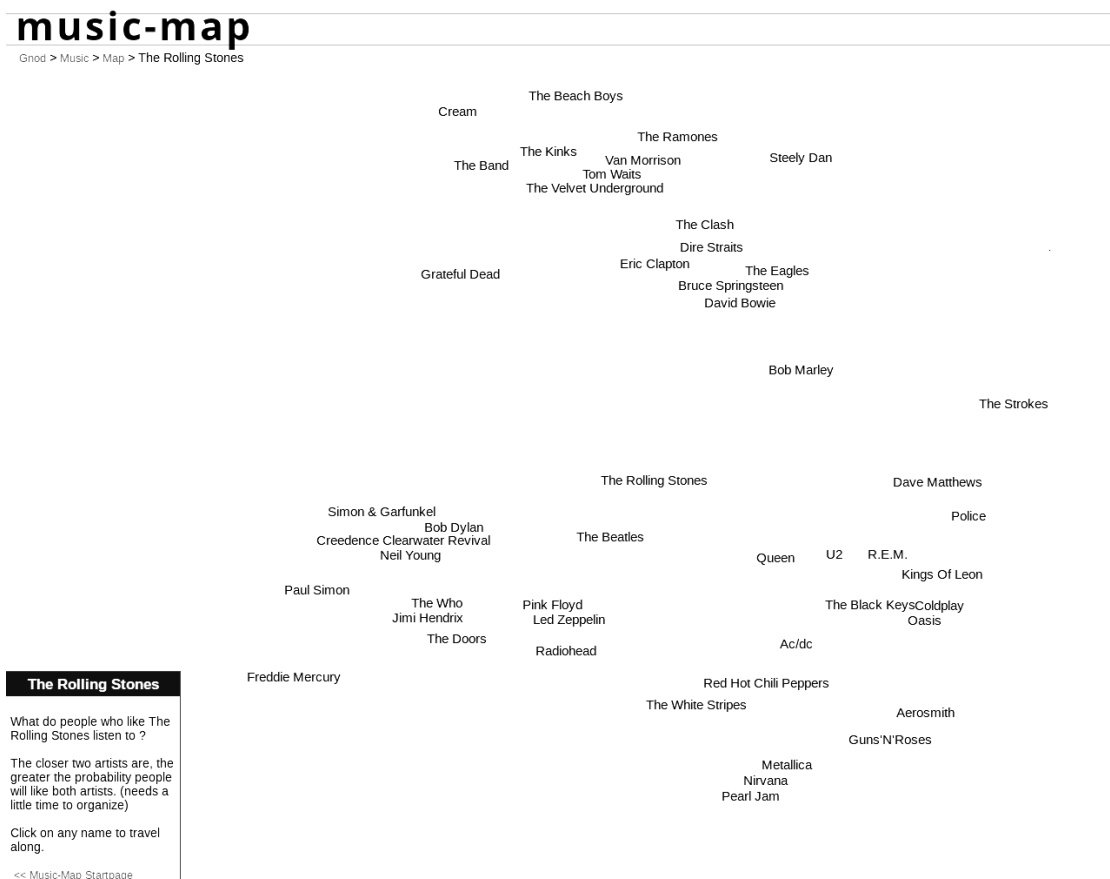 music-map
Gnod > Music > Map > The Rolling Stones
The Beach Boys
Cream
The Ramones
The Kinks
Van Morrison
Steely Dan
The Band
Tom Waits
The Velvet Underground
The Clash
Dire Straits
Eric Clapton
The Eagles
Grateful Dead
Bruce Springsteen
David Bowie
Bob Marley
The Strokes
The Rolling Stones
Dave Matthews
Simon & Garfunkel
Police
Bob Dylan
The Beatles
Creedence Clearwater Revival
Neil Young
Queen
U2
R.E.M.
Kings Of Leon
Paul Simon
The Who
Pink Floyd
The Black Keys
Coldplay
Jimi Hendrix
Led Zeppelin
Oasis
The Doors
Ac/dc
Radiohead
Freddie Mercury
Red Hot Chili Peppers
The White Stripes
Aerosmith
Guns'N'Roses
Metallica
Nirvana
Pearl Jam
The Rolling Stones
What do people who like The
Rolling Stones listen to ?
The closer two artists are, the
greater the probability people
will like both artists. (needs a
little time to organize)
Click on any name to travel
along.
<< Music-Map Startpage